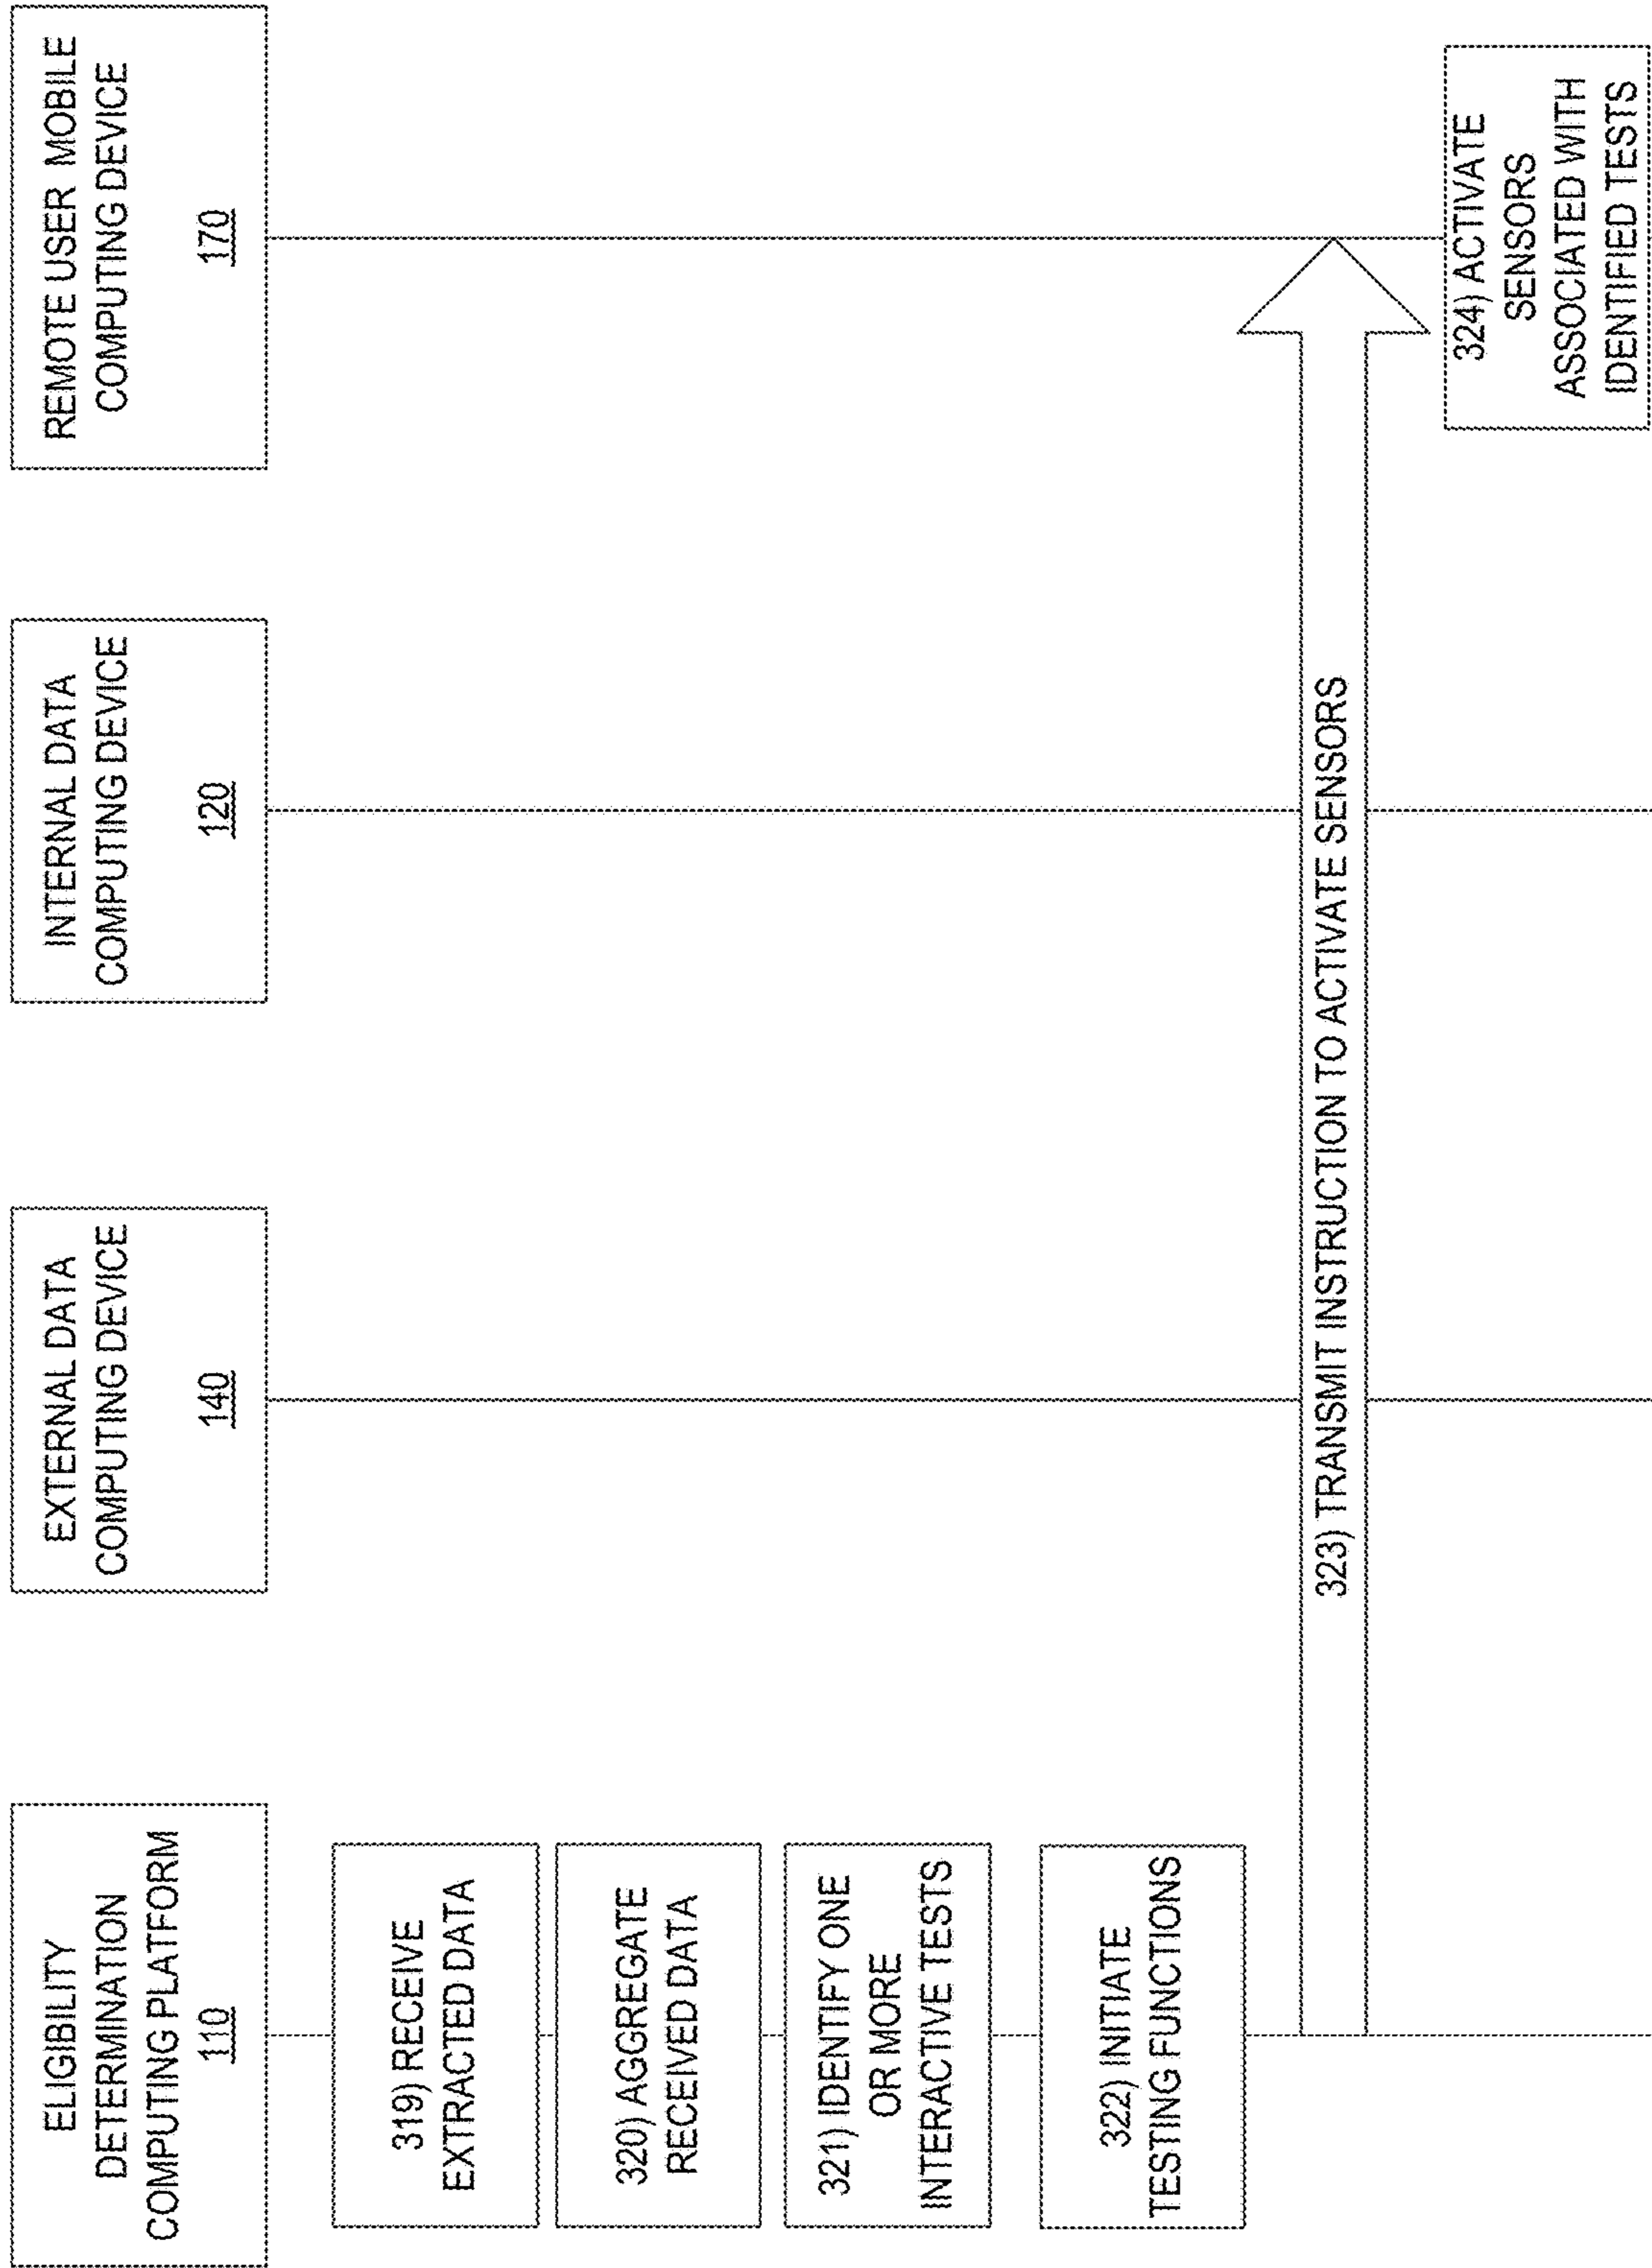 ELIGIBILITY
DETERMINATION
COMPUTING PLATFORM
110
EXTERNAL DATA
COMPUTING DEVICE
140
INTERNAL DATA
COMPUTING DEVICE
120
REMOTE USER MOBILE
COMPUTING DEVICE
170
319) RECEIVE
EXTRACTED DATA
320) AGGREGATE
RECEIVED DATA
321) IDENTIFY ONE
OR MORE
INTERACTIVE TESTS
322) INITIATE
TESTING FUNCTIONS
323) TRANSMIT INSTRUCTION TO ACTIVATE SENSORS
324) ACTIVATE
SENSORS
ASSOCIATED WITH
IDENTIFIED TESTS